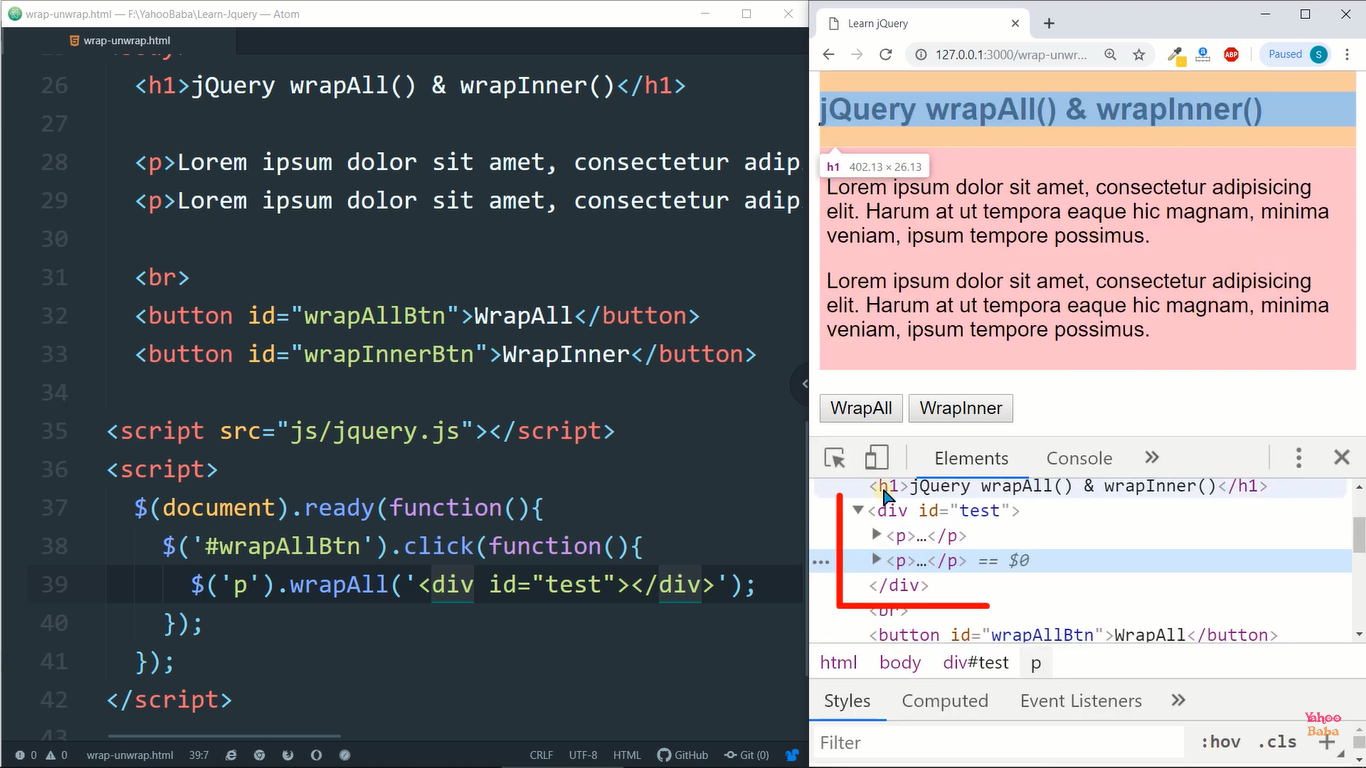 wrap-unwrap.html — F:\YahooBaba\Learn-Jquery — Atom
wrap-unwrap.html
26 <h1>jQuery wrapAll() & wrapInner()</h1>
27
28 <p>Lorem ipsum dolor sit amet, consectetur adip
29 <p>Lorem ipsum dolor sit amet, consectetur adip
30
31 <br>
32 <button id="wrapAllBtn">WrapAll</button>
33 <button id="wrapInnerBtn">WrapInner</button>
34
35 <script src="js/jquery.js"></script>
36 <script>
37 $(document).ready(function(){
38 $('#wrapAllBtn').click(function(){
39 $('p').wrapAll('<div id="test"></div>');
40 });
41 });
42 </script>
43
0 0 wrap-unwrap.html 39:7 CRLF UTF-8 HTML GitHub Git (0)
Learn jQuery
127.0.0.1:3000/wrap-unwr... ABP Paused S
jQuery wrapAll() & wrapInner()
h1 402.13 × 26.13
Lorem ipsum dolor sit amet, consectetur adipisicing
elit. Harum at ut tempora eaque hic magnam, minima
veniam, ipsum tempore possimus.
Lorem ipsum dolor sit amet, consectetur adipisicing
elit. Harum at ut tempora eaque hic magnam, minima
veniam, ipsum tempore possimus.
WrapAll WrapInner
Elements Console »
<h1>jQuery wrapAll() & wrapInner()</h1>
<div id="test">
<p>…</p>
<p>…</p> == $0
</div>
<br>
<button id="wrapAllBtn">WrapAll</button>
html body div#test p
Styles Computed Event Listeners »
Filter :hov .cls +
Yahoo
Baba